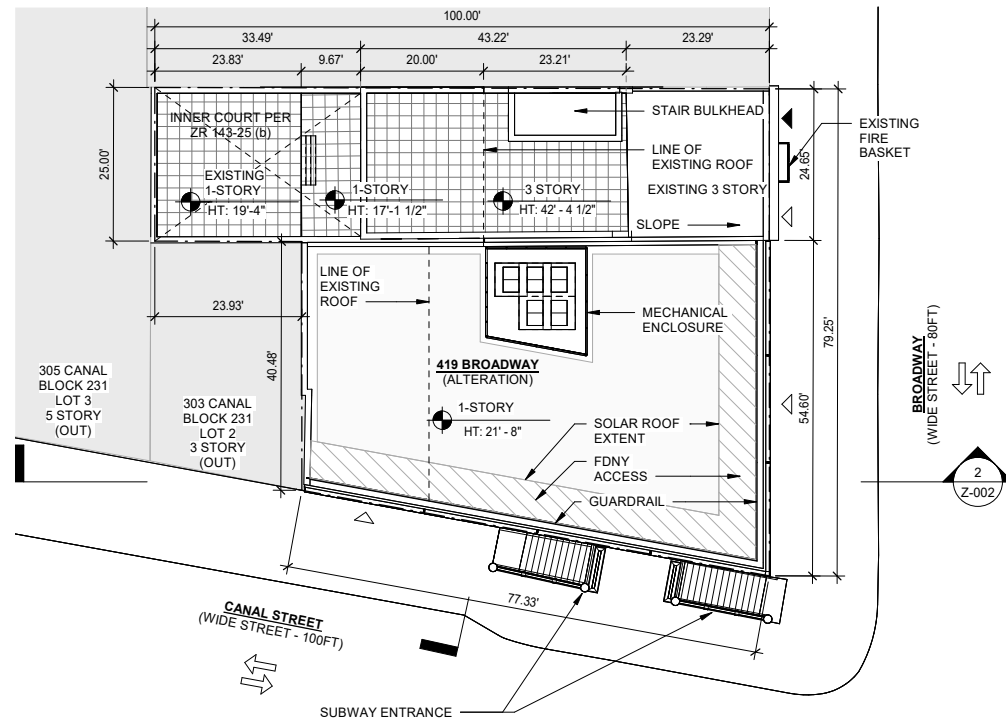 100.00'
33.49'
43.22'
23.29'
23.83'
9.67'
20.00'
23.21'
INNER COURT PER
ZR 143-25 (b)
STAIR BULKHEAD
EXISTING
FIRE
BASKET
25.00'
24.65'
LINE OF
EXISTING ROOF
EXISTING
1-STORY
HT: 19'-4"
1-STORY
HT: 17'-1 1/2"
3 STORY
HT: 42' - 4 1/2"
EXISTING 3 STORY
SLOPE
LINE OF
EXISTING
ROOF
23.93'
MECHANICAL
ENCLOSURE
79.25'
40.48'
419 BROADWAY
(ALTERATION)
305 CANAL
BLOCK 231
LOT 3
5 STORY
(OUT)
303 CANAL
BLOCK 231
LOT 2
3 STORY
(OUT)
1-STORY
HT: 21' - 8"
54.60'
BROADWAY
(WIDE STREET - 80FT)
SOLAR ROOF
EXTENT
FDNY
ACCESS
GUARDRAIL
2
Z-002
77.33'
CANAL STREET
(WIDE STREET - 100FT)
SUBWAY ENTRANCE